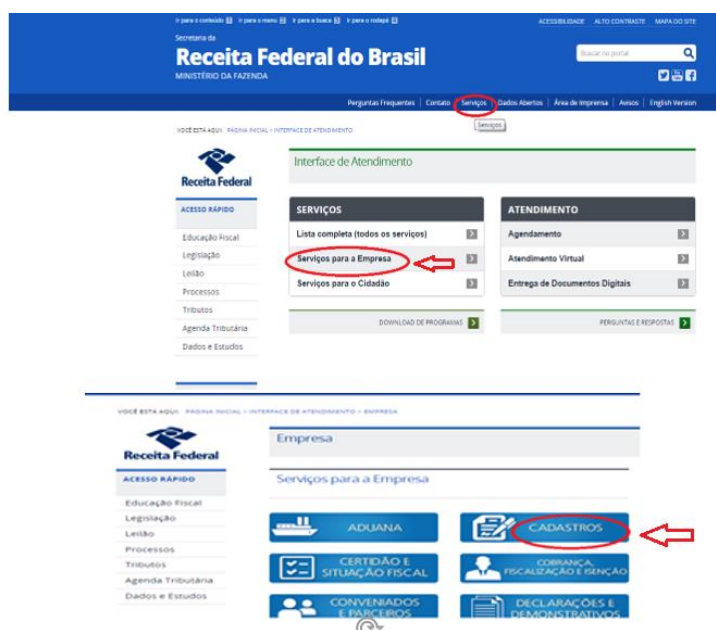 Ir para o conteúdo 1 Ir para o menu 2 Ir para a busca 3 Ir para o rodapé 4
ACESSIBILIDADE ALTO CONTRASTE MAPA DO SITE
Secretaria da
Receita Federal do Brasil
MINISTÉRIO DA FAZENDA
Buscar no portal
Perguntas Frequentes | Contato | Serviços | Dados Abertos | Área de Imprensa | Avisos | English Version
Serviços
VOCÊ ESTÁ AQUI: PÁGINA INICIAL > INTERFACE DE ATENDIMENTO
Receita Federal
Interface de Atendimento
ACESSO RÁPIDO
Educação Fiscal
Legislação
Leilão
Processos
Tributos
Agenda Tributária
Dados e Estudos
SERVIÇOS
Lista completa (todos os serviços)
Serviços para a Empresa
Serviços para o Cidadão
DOWNLOAD DE PROGRAMAS
ATENDIMENTO
Agendamento
Atendimento Virtual
Entrega de Documentos Digitais
PERGUNTAS E RESPOSTAS
VOCÊ ESTÁ AQUI: PÁGINA INICIAL > INTERFACE DE ATENDIMENTO > EMPRESA
Receita Federal
Empresa
ACESSO RÁPIDO
Educação Fiscal
Legislação
Leilão
Processos
Tributos
Agenda Tributária
Dados e Estudos
Serviços para a Empresa
ADUANA
CADASTROS
CERTIDÃO E
SITUAÇÃO FISCAL
COBRANÇA,
FISCALIZAÇÃO E ISENÇÃO
CONVENIADOS
E PARCEIROS
DECLARAÇÕES E
DEMONSTRATIVOS